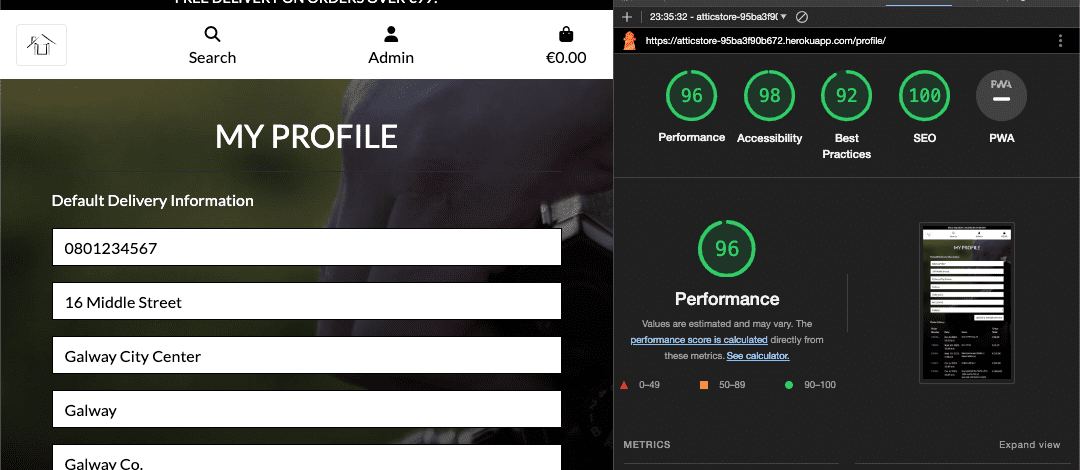 FREE DELIVERY ON ORDERS OVER €99!
Search
Admin
€0.00
MY PROFILE
Default Delivery Information
0801234567
16 Middle Street
Galway City Center
Galway
Galway Co.
23:35:32 - atticstore-95ba3f90
https://atticstore-95ba3f90b672.herokuapp.com/profile/
96
98
92
100
PWA
Performance
Accessibility
Best
Practices
SEO
PWA
96
Performance
Values are estimated and may vary. The
performance score is calculated directly from
these metrics. See calculator.
0–49
50–89
90–100
MY PROFILE
METRICS
Expand view